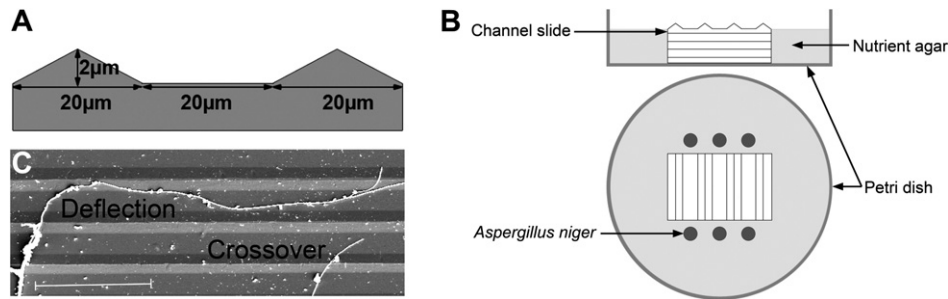 A
2µm
20µm 20µm 20µm
C
Deflection
Crossover
B
Channel slide
Nutrient agar
Petri dish
Aspergillus niger